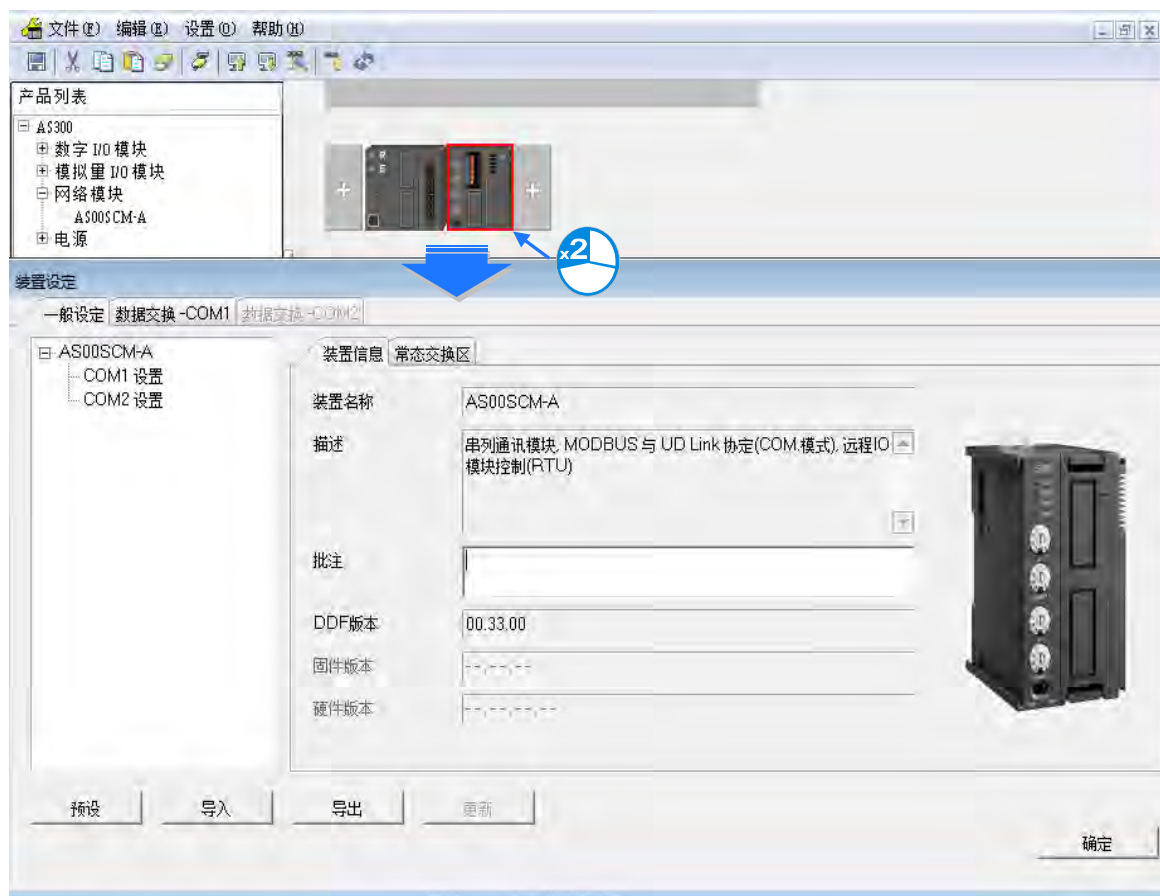 文件(F) 编辑(E) 设置(O) 帮助(H)
产品列表
AS300
数字 I/O 模块
模拟量 I/O 模块
网络模块
AS00SCM-A
电源
x2
装置设定
一般设定 数据交换 -COM1 数据交换 -COM2
AS00SCM-A
COM1 设置
COM2 设置
装置信息 常态交换区
装置名称 AS00SCM-A
描述 串列通讯模块, MODBUS 与 UD Link 协定(COM模式), 远程IO
模块控制(RTU)
批注
DDF版本 00.33.00
固件版本 --.--.--
硬件版本 --.--.--.--
预设 导入 导出 更新
确定